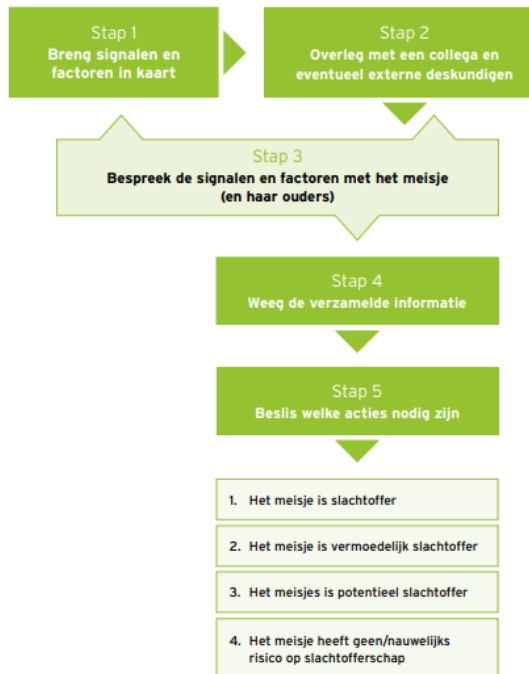 Stap 1
Breng signalen en
factoren in kaart
Stap 2
Overleg met een collega en
eventueel externe deskundigen
Stap 3
Bespreek de signalen en factoren met het meisje
(en haar ouders)
Stap 4
Weeg de verzamelde informatie
Stap 5
Beslis welke acties nodig zijn
1. Het meisje is slachtoffer
2. Het meisje is vermoedelijk slachtoffer
3. Het meisjes is potentieel slachtoffer
4. Het meisje heeft geen/nauwelijks
risico op slachtofferschap